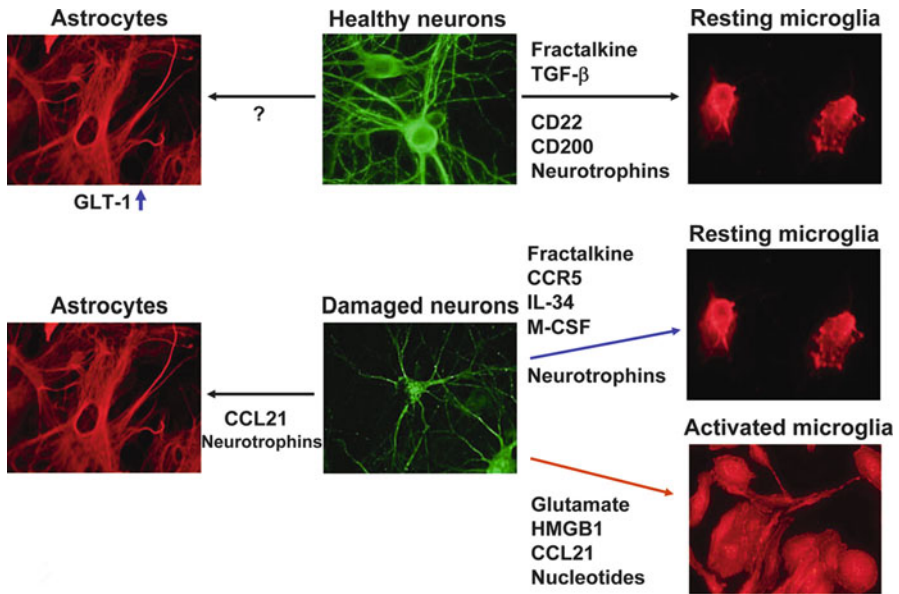 Astrocytes
Healthy neurons
Resting microglia
Fractalkine
TGF-β
?
CD22
CD200
Neurotrophins
GLT-1
Resting microglia
Fractalkine
CCR5
IL-34
M-CSF
Astrocytes
Damaged neurons
Neurotrophins
CCL21
Neurotrophins
Activated microglia
Glutamate
HMGB1
CCL21
Nucleotides